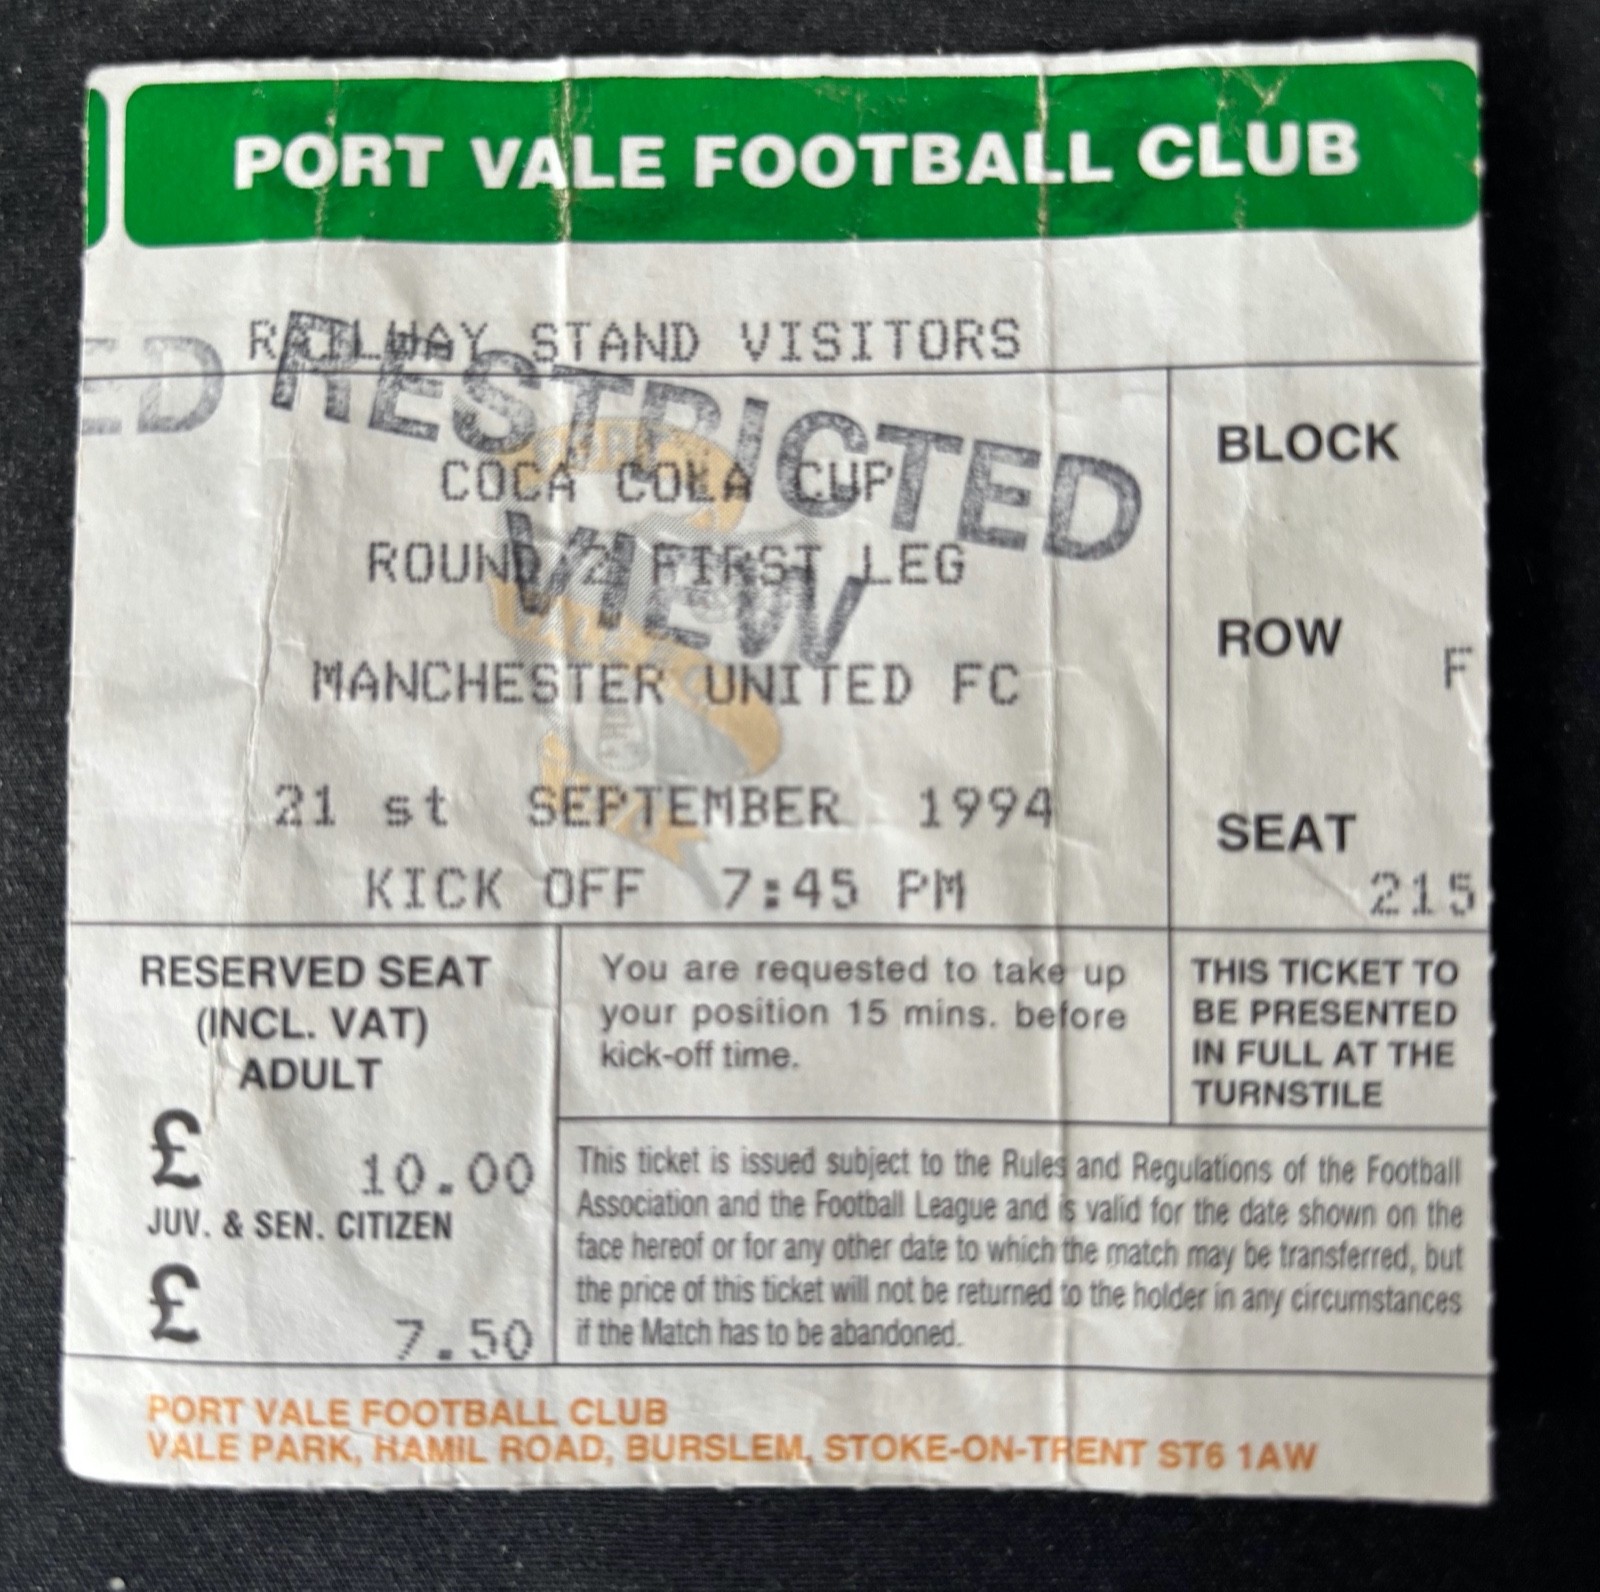 PORT VALE FOOTBALL CLUB
RAILWAY STAND VISITORS
ED
RESTRICTED
VIEW
COCA COLA CUP
ROUND 2 FIRST LEG
MANCHESTER UNITED FC
21 st SEPTEMBER 1994
KICK OFF 7:45 PM
BLOCK
ROW
F
SEAT
215
RESERVED SEAT
(INCL. VAT)
ADULT
£ 10.00
JUV. & SEN. CITIZEN
£ 7.50
You are requested to take up
your position 15 mins. before
kick-off time.
THIS TICKET TO
BE PRESENTED
IN FULL AT THE
TURNSTILE
This ticket is issued subject to the Rules and Regulations of the Football
Association and the Football League and is valid for the date shown on the
face hereof or for any other date to which the match may be transferred, but
the price of this ticket will not be returned to the holder in any circumstances
if the Match has to be abandoned.
PORT VALE FOOTBALL CLUB
VALE PARK, HAMIL ROAD, BURSLEM, STOKE-ON-TRENT ST6 1AW